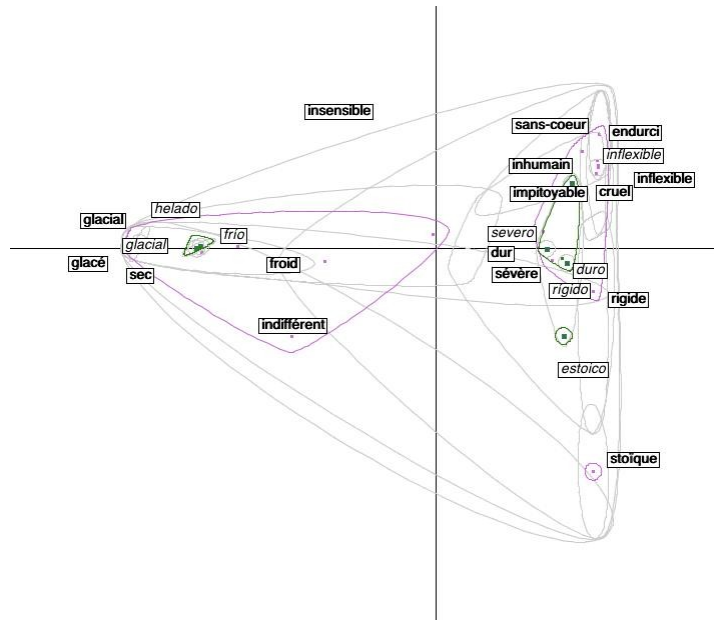 insensible
sans-coeur
endurci
inflexible
inhumain
inflexible
impitoyable
cruel
helado
glacial
severo
frio
glacial
dur
glacé
froid
sec
sévère
duro
rigido
rigide
indifférent
estoico
stoïque